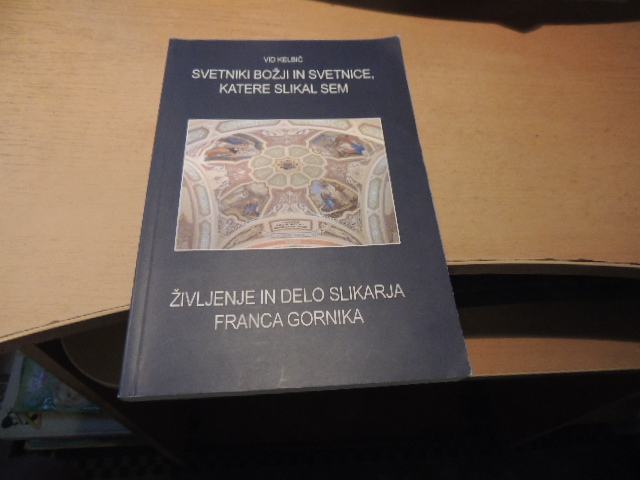 VID KELBIČ
SVETNIKI BOŽJI IN SVETNICE,
KATERE SLIKAL SEM
ŽIVLJENJE IN DELO SLIKARJA
FRANCA GORNIKA